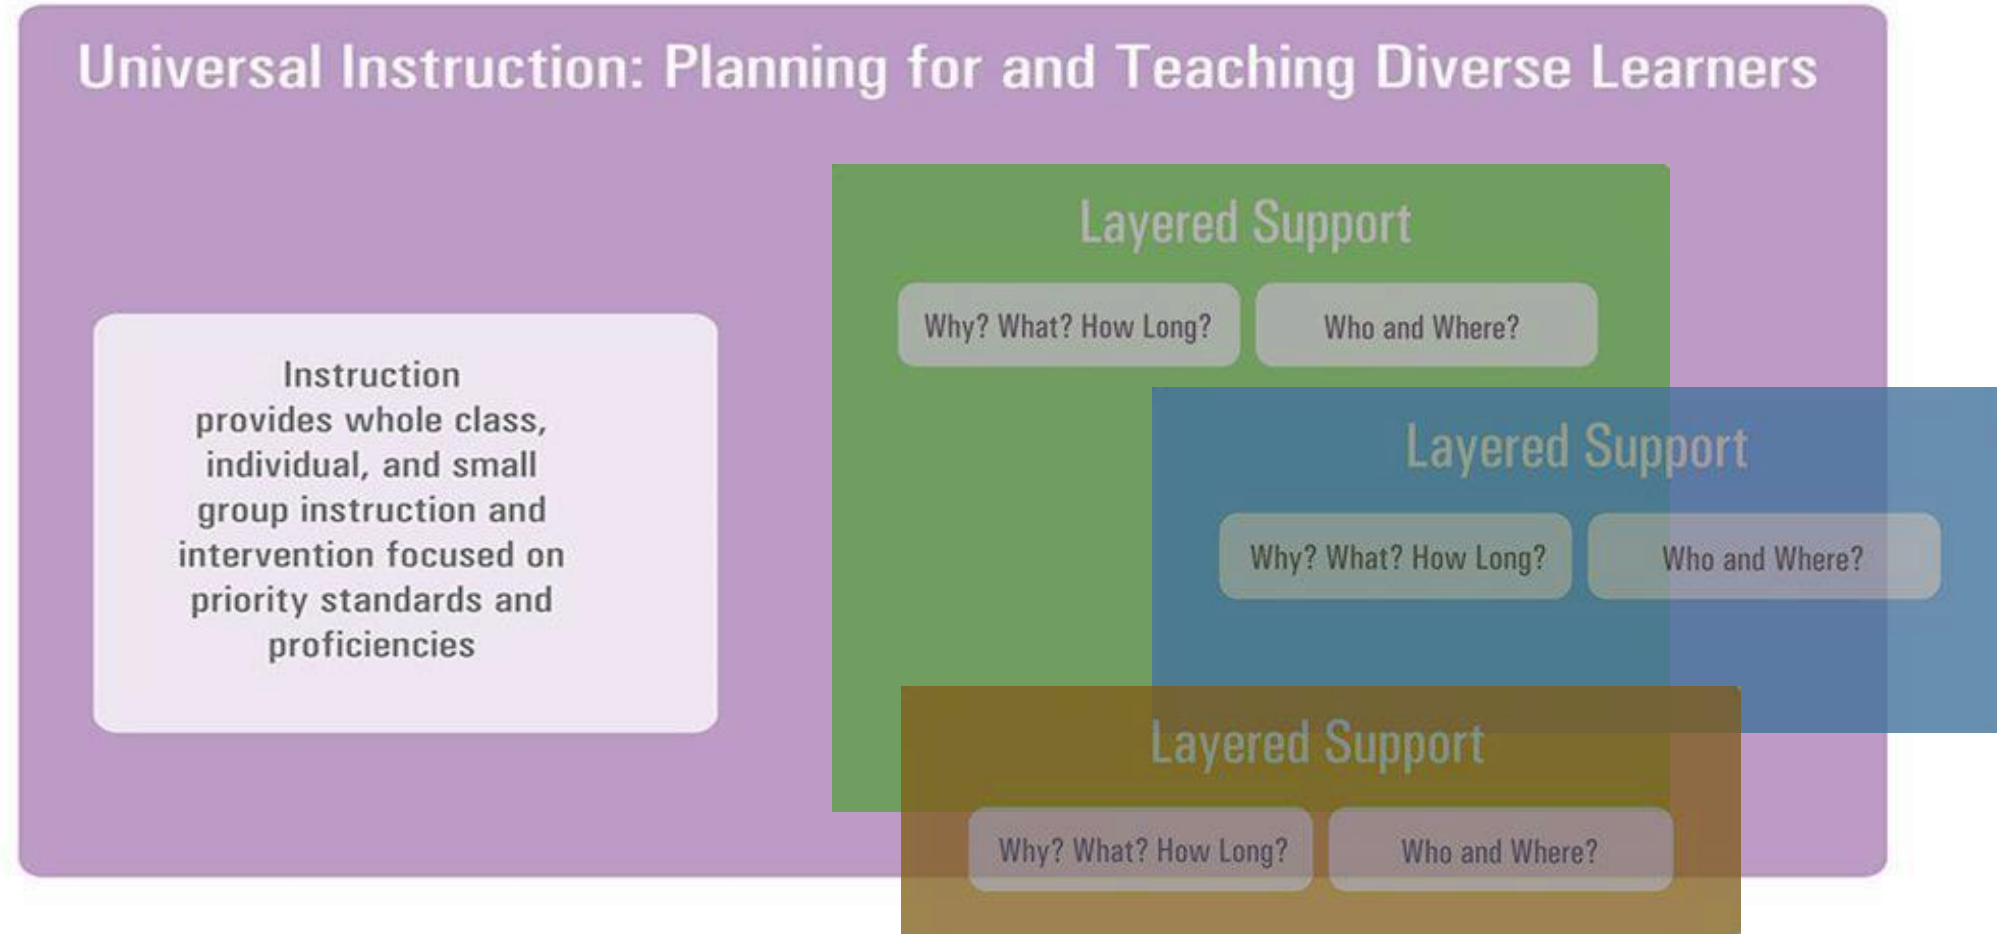 Universal Instruction: Planning for and Teaching Diverse Learners
Instruction
provides whole class,
individual, and small
group instruction and
intervention focused on
priority standards and
proficiencies
Layered Support
Why? What? How Long?
Who and Where?
Layered Support
Why? What? How Long?
Who and Where?
Layered Support
Why? What? How Long?
Who and Where?